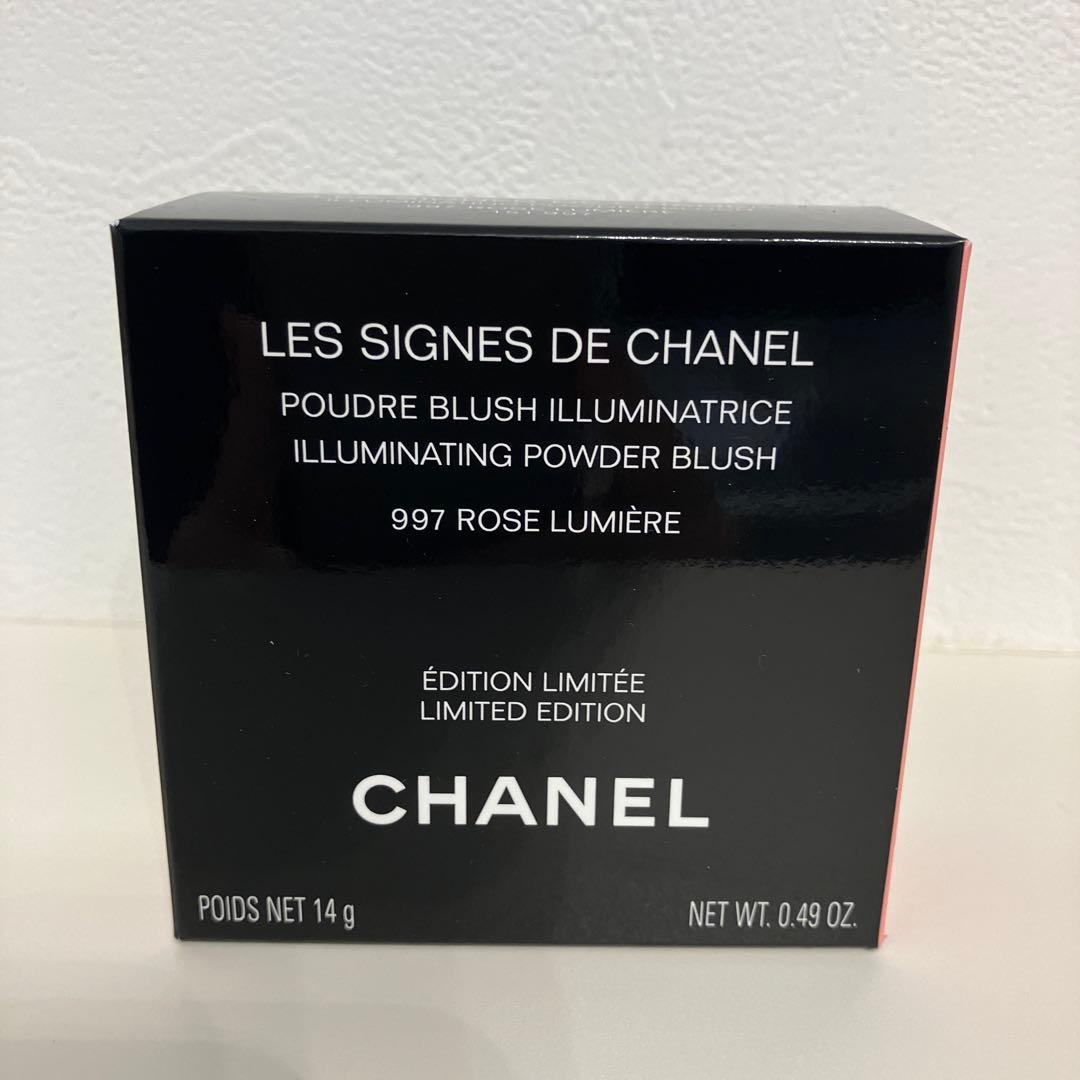 LES SIGNES DE CHANEL
POUDRE BLUSH ILLUMINATRICE
ILLUMINATING POWDER BLUSH
997 ROSE LUMIÈRE
ÉDITION LIMITÉE
LIMITED EDITION
CHANEL
POIDS NET 14 g
NET WT. 0.49 OZ.